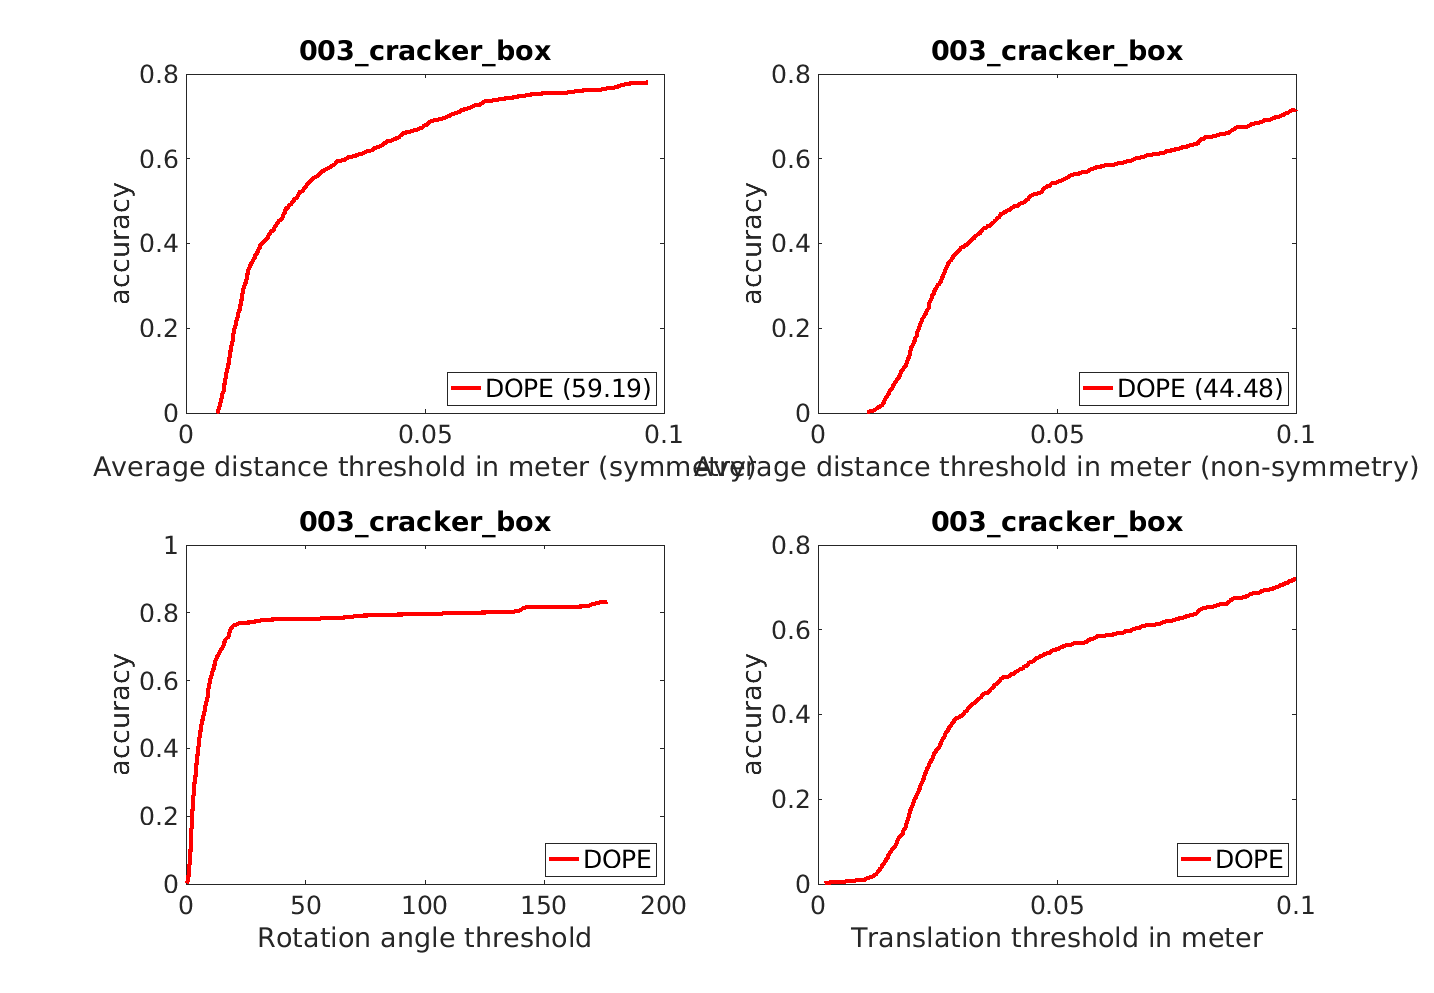 003_cracker_box
003_cracker_box
0.8
0.6
0.4
0.2
0
accuracy
DOPE (59.19)
0
0.05
0.1
Average distance threshold in meter (symmetry)
0.8
0.6
0.4
0.2
0
accuracy
DOPE (44.48)
0
0.05
0.1
Average distance threshold in meter (non-symmetry)
003_cracker_box
003_cracker_box
1
0.8
0.6
0.4
0.2
0
accuracy
DOPE
0
50
100
150
200
Rotation angle threshold
0.8
0.6
0.4
0.2
0
accuracy
DOPE
0
0.05
0.1
Translation threshold in meter